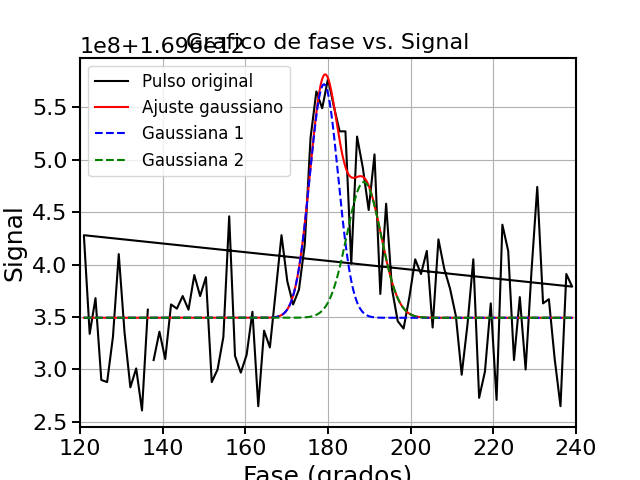 1e8+1.696e12
Grafico de fase vs. Signal
Pulso original
Ajuste gaussiano
Gaussiana 1
Gaussiana 2
Signal
5.5
5.0
4.5
4.0
3.5
3.0
2.5
120 140 160 180 200 220 240
Fase (grados)